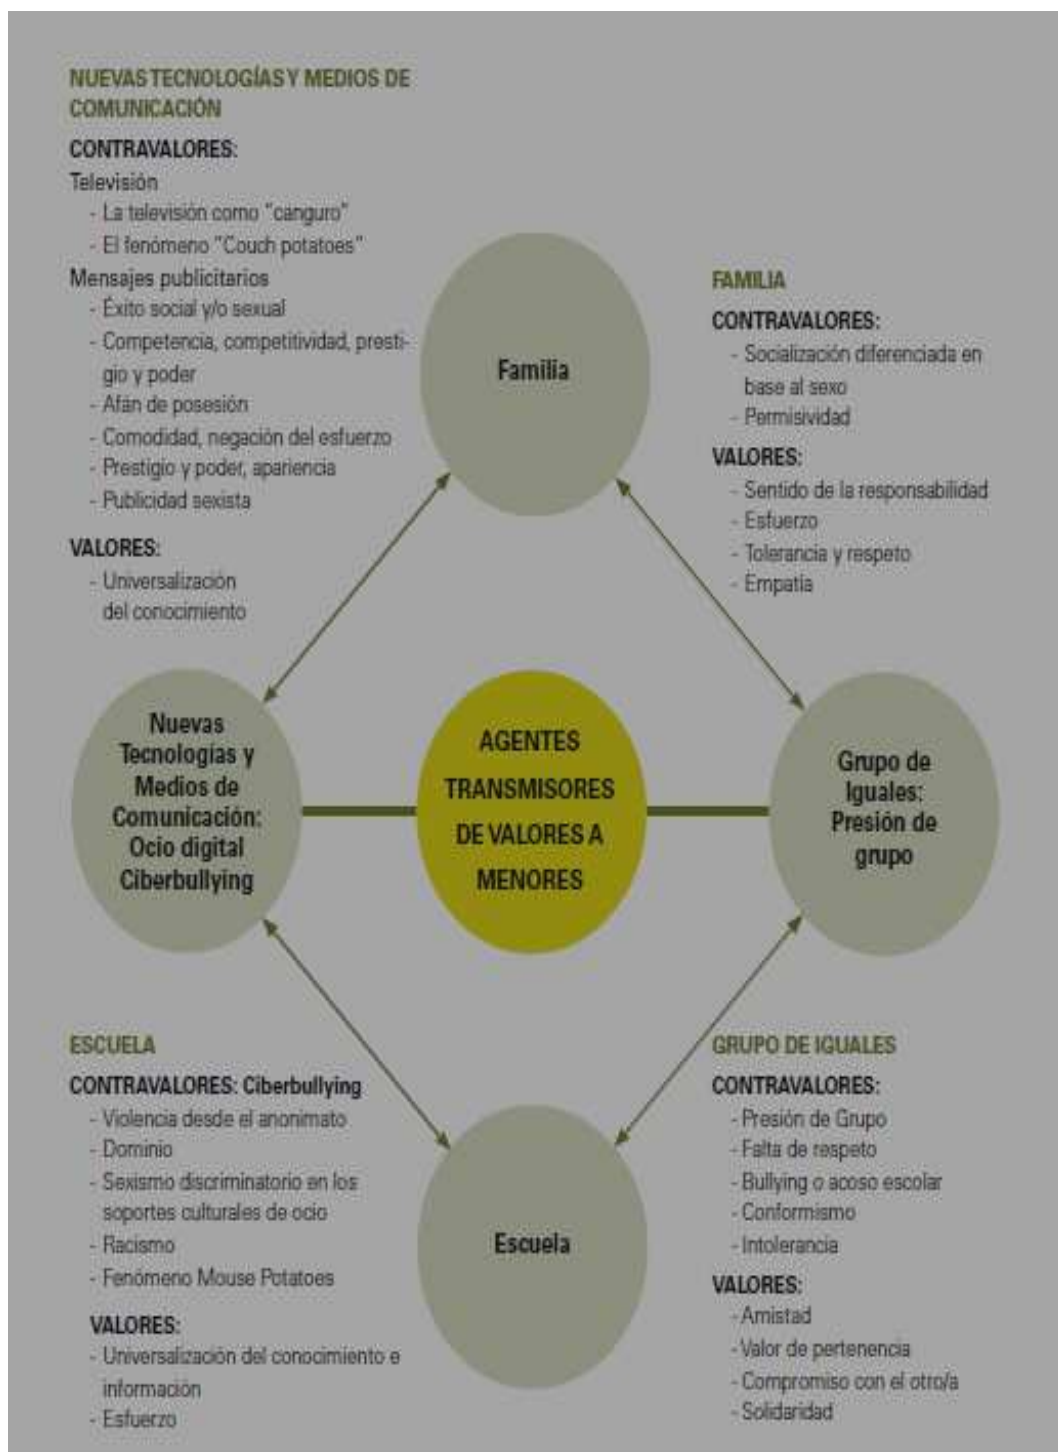 NUEVAS TECNOLOGÍAS Y MEDIOS DE
COMUNICACIÓN
CONTRAVALORES:
Televisión
- La televisión como "canguro"
- El fenómeno "Couch potatoes"
Mensajes publicitarios
- Éxito social y/o sexual
- Competencia, competitividad, presti-
gio y poder
- Afán de posesión
- Comodidad, negación del esfuerzo
- Prestigio y poder, apariencia
- Publicidad sexista
VALORES:
- Universalización
del conocimiento
Familia
FAMILIA
CONTRAVALORES:
- Socialización diferenciada en
base al sexo
- Permisividad
VALORES:
- Sentido de la responsabilidad
- Esfuerzo
- Tolerancia y respeto
- Empatía
Nuevas
Tecnologías y
Medios de
Comunicación:
Ocio digital
Ciberbullying
AGENTES
TRANSMISORES
DE VALORES A
MENORES
Grupo de
Iguales:
Presión de
grupo
ESCUELA
CONTRAVALORES: Ciberbullying
- Violencia desde el anonimato
- Dominio
- Sexismo discriminatorio en los
soportes culturales de ocio
- Racismo
- Fenómeno Mouse Potatoes
VALORES:
- Universalización del conocimiento e
información
- Esfuerzo
Escuela
GRUPO DE IGUALES
CONTRAVALORES:
- Presión de Grupo
- Falta de respeto
- Bullying o acoso escolar
- Conformismo
- Intolerancia
VALORES:
- Amistad
- Valor de pertenencia
- Compromiso con el otro/a
- Solidaridad